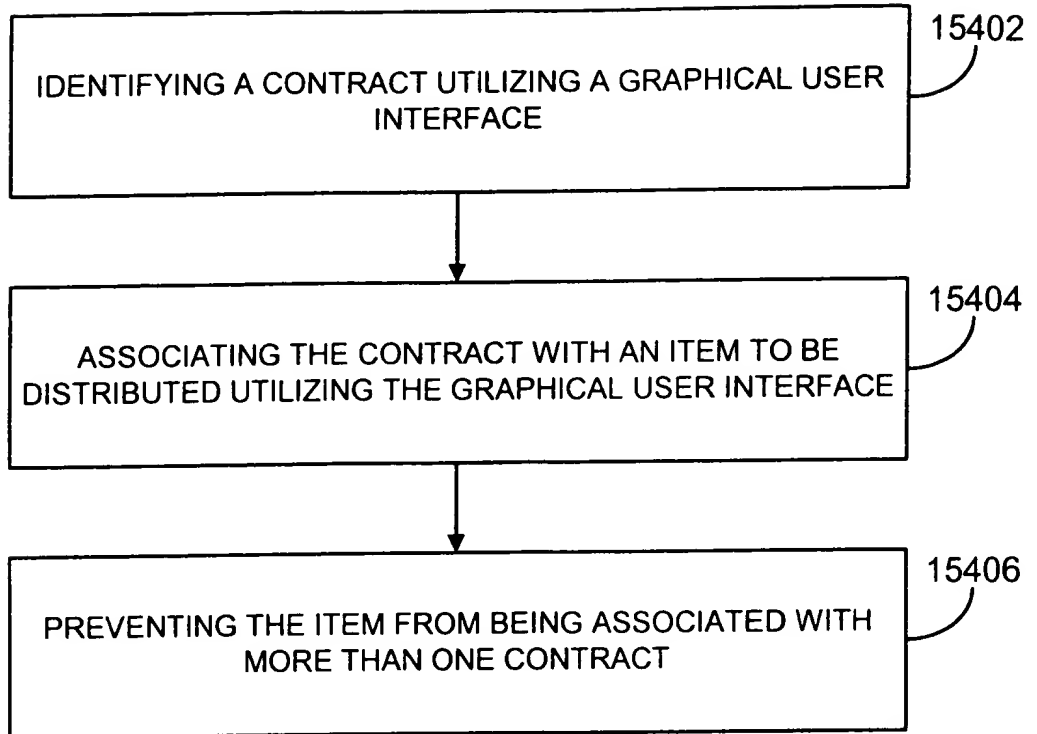 15402
IDENTIFYING A CONTRACT UTILIZING A GRAPHICAL USER
INTERFACE
15404
ASSOCIATING THE CONTRACT WITH AN ITEM TO BE
DISTRIBUTED UTILIZING THE GRAPHICAL USER INTERFACE
15406
PREVENTING THE ITEM FROM BEING ASSOCIATED WITH
MORE THAN ONE CONTRACT